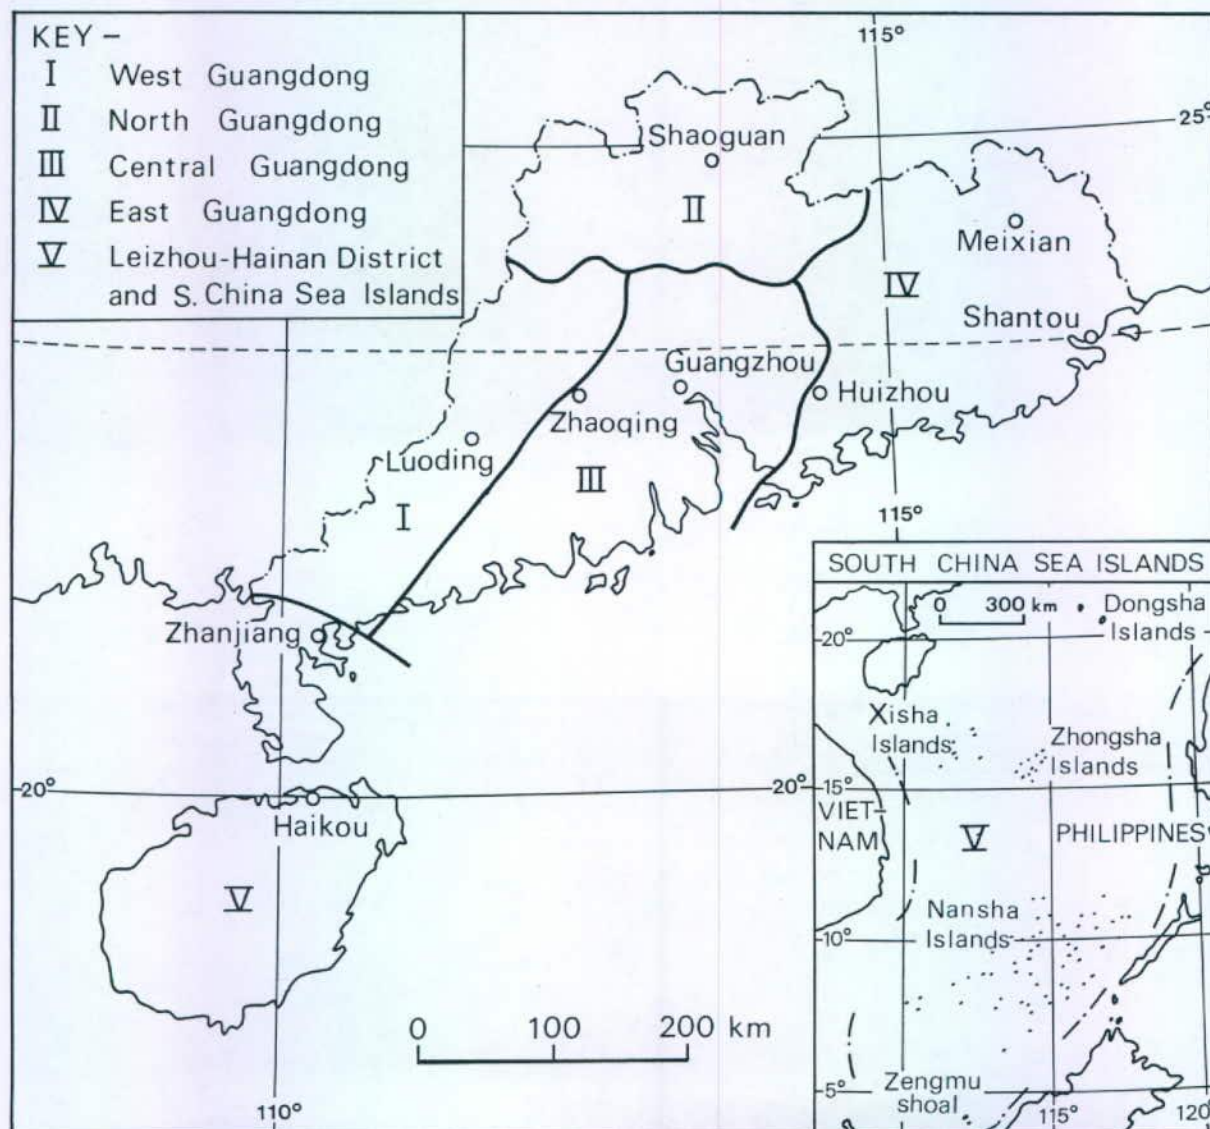 KEY –
I West Guangdong
II North Guangdong
III Central Guangdong
IV East Guangdong
V Leizhou-Hainan District
and S. China Sea Islands
115°
25°
Shaoguan
II
Meixian
IV
Shantou
Guangzhou
Huizhou
Zhaoqing
Luoding
III
I
115°
Zhanjiang
20°
20°
Haikou
V
0 100 200 km
110°
SOUTH CHINA SEA ISLANDS
0 300 km
Dongsha
Islands
20°
Xisha
Islands
Zhongsha
Islands
15°
VIET-
NAM
V
PHILIPPINES
Nansha
Islands
10°
Zengmu
shoal
5°
115°
120°